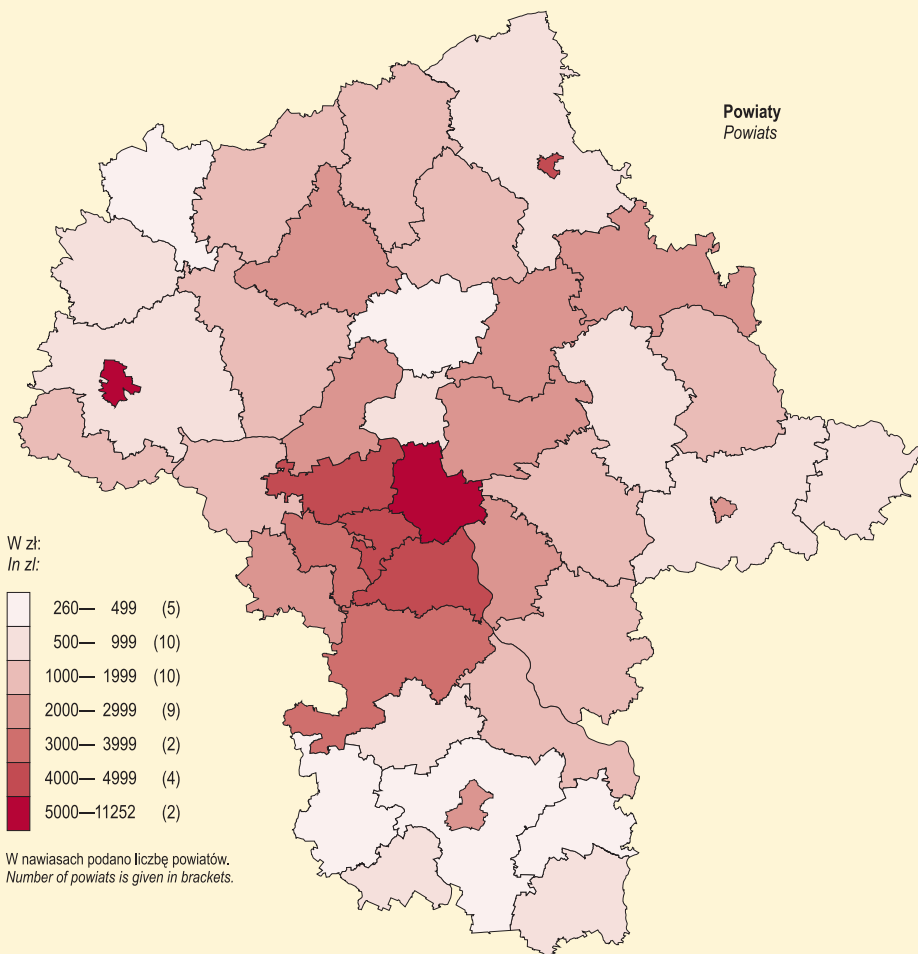 Powiaty
Powiats
W zł:
In zl:
260— 499 (5)
500— 999 (10)
1000— 1999 (10)
2000— 2999 (9)
3000— 3999 (2)
4000— 4999 (4)
5000—11252 (2)
W nawiasach podano liczbę powiatów.
Number of powiats is given in brackets.